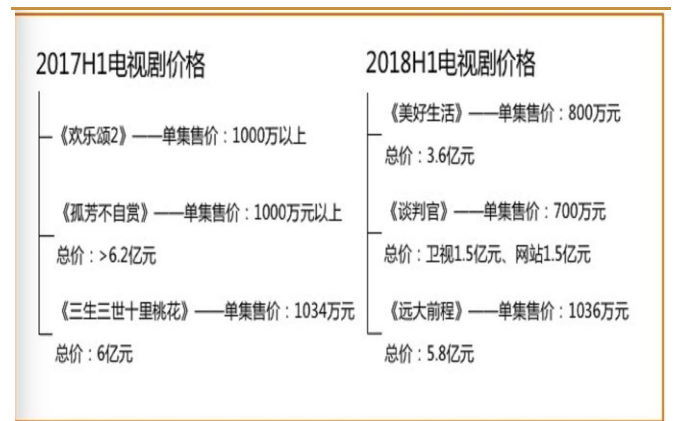 2017H1电视剧价格
《欢乐颂2》——单集售价：1000万以上
《孤芳不自赏》——单集售价：1000万元以上
总价：>6.2亿元
《三生三世十里桃花》——单集售价：1034万元
总价：6亿元
2018H1电视剧价格
《美好生活》——单集售价：800万元
总价：3.6亿元
《谈判官》——单集售价：700万元
总价：卫视1.5亿元、网站1.5亿元
《远大前程》——单集售价：1036万元
总价：5.8亿元